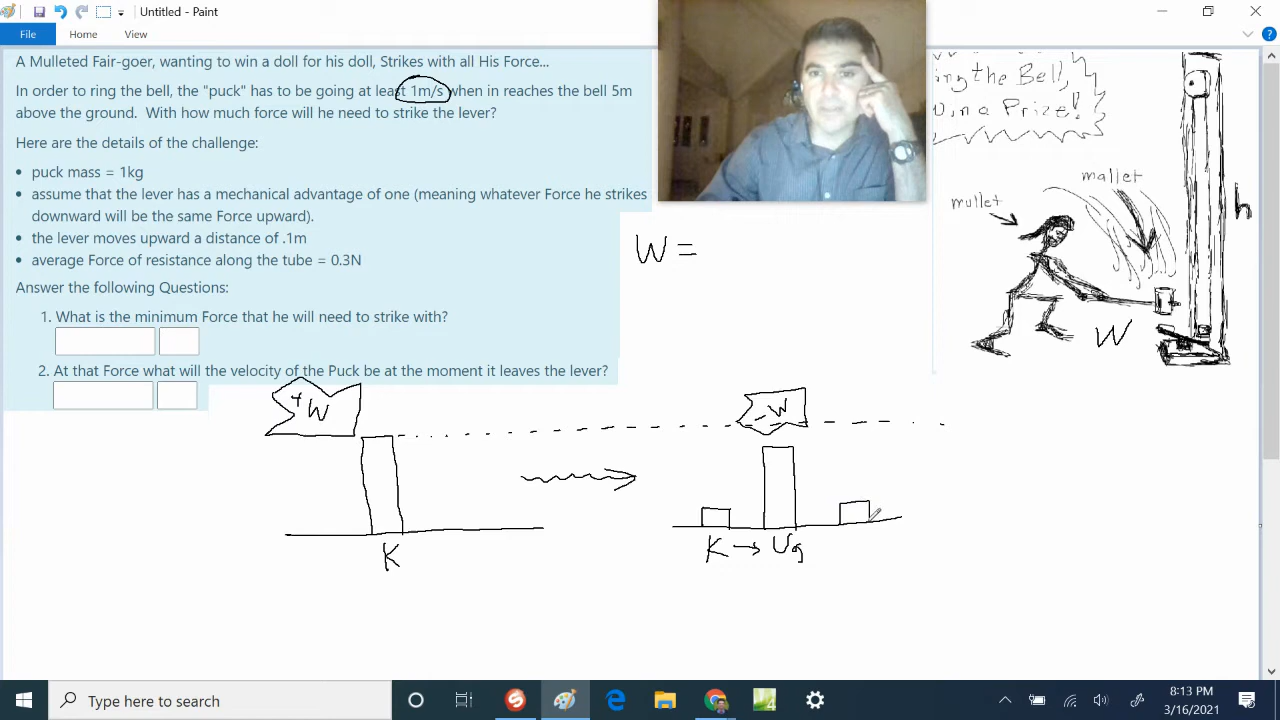 Untitled - Paint
File
Home
View
A Mulleted Fair-goer, wanting to win a doll for his doll, Strikes with all His Force...
In order to ring the bell, the "puck" has to be going at least 1m/s when in reaches the bell 5m
above the ground. With how much force will he need to strike the lever?
Here are the details of the challenge:
• puck mass = 1kg
• assume that the lever has a mechanical advantage of one (meaning whatever Force he strikes
downward will be the same Force upward).
• the lever moves upward a distance of .1m
• average Force of resistance along the tube = 0.3N
Answer the following Questions:
1. What is the minimum Force that he will need to strike with?
2. At that Force what will the velocity of the Puck be at the moment it leaves the lever?
ing the Bell,
win a Prize!
mallet
mullet
h
W
W =
+W
-W
K
K → Ug
Type here to search
8:13 PM
3/16/2021